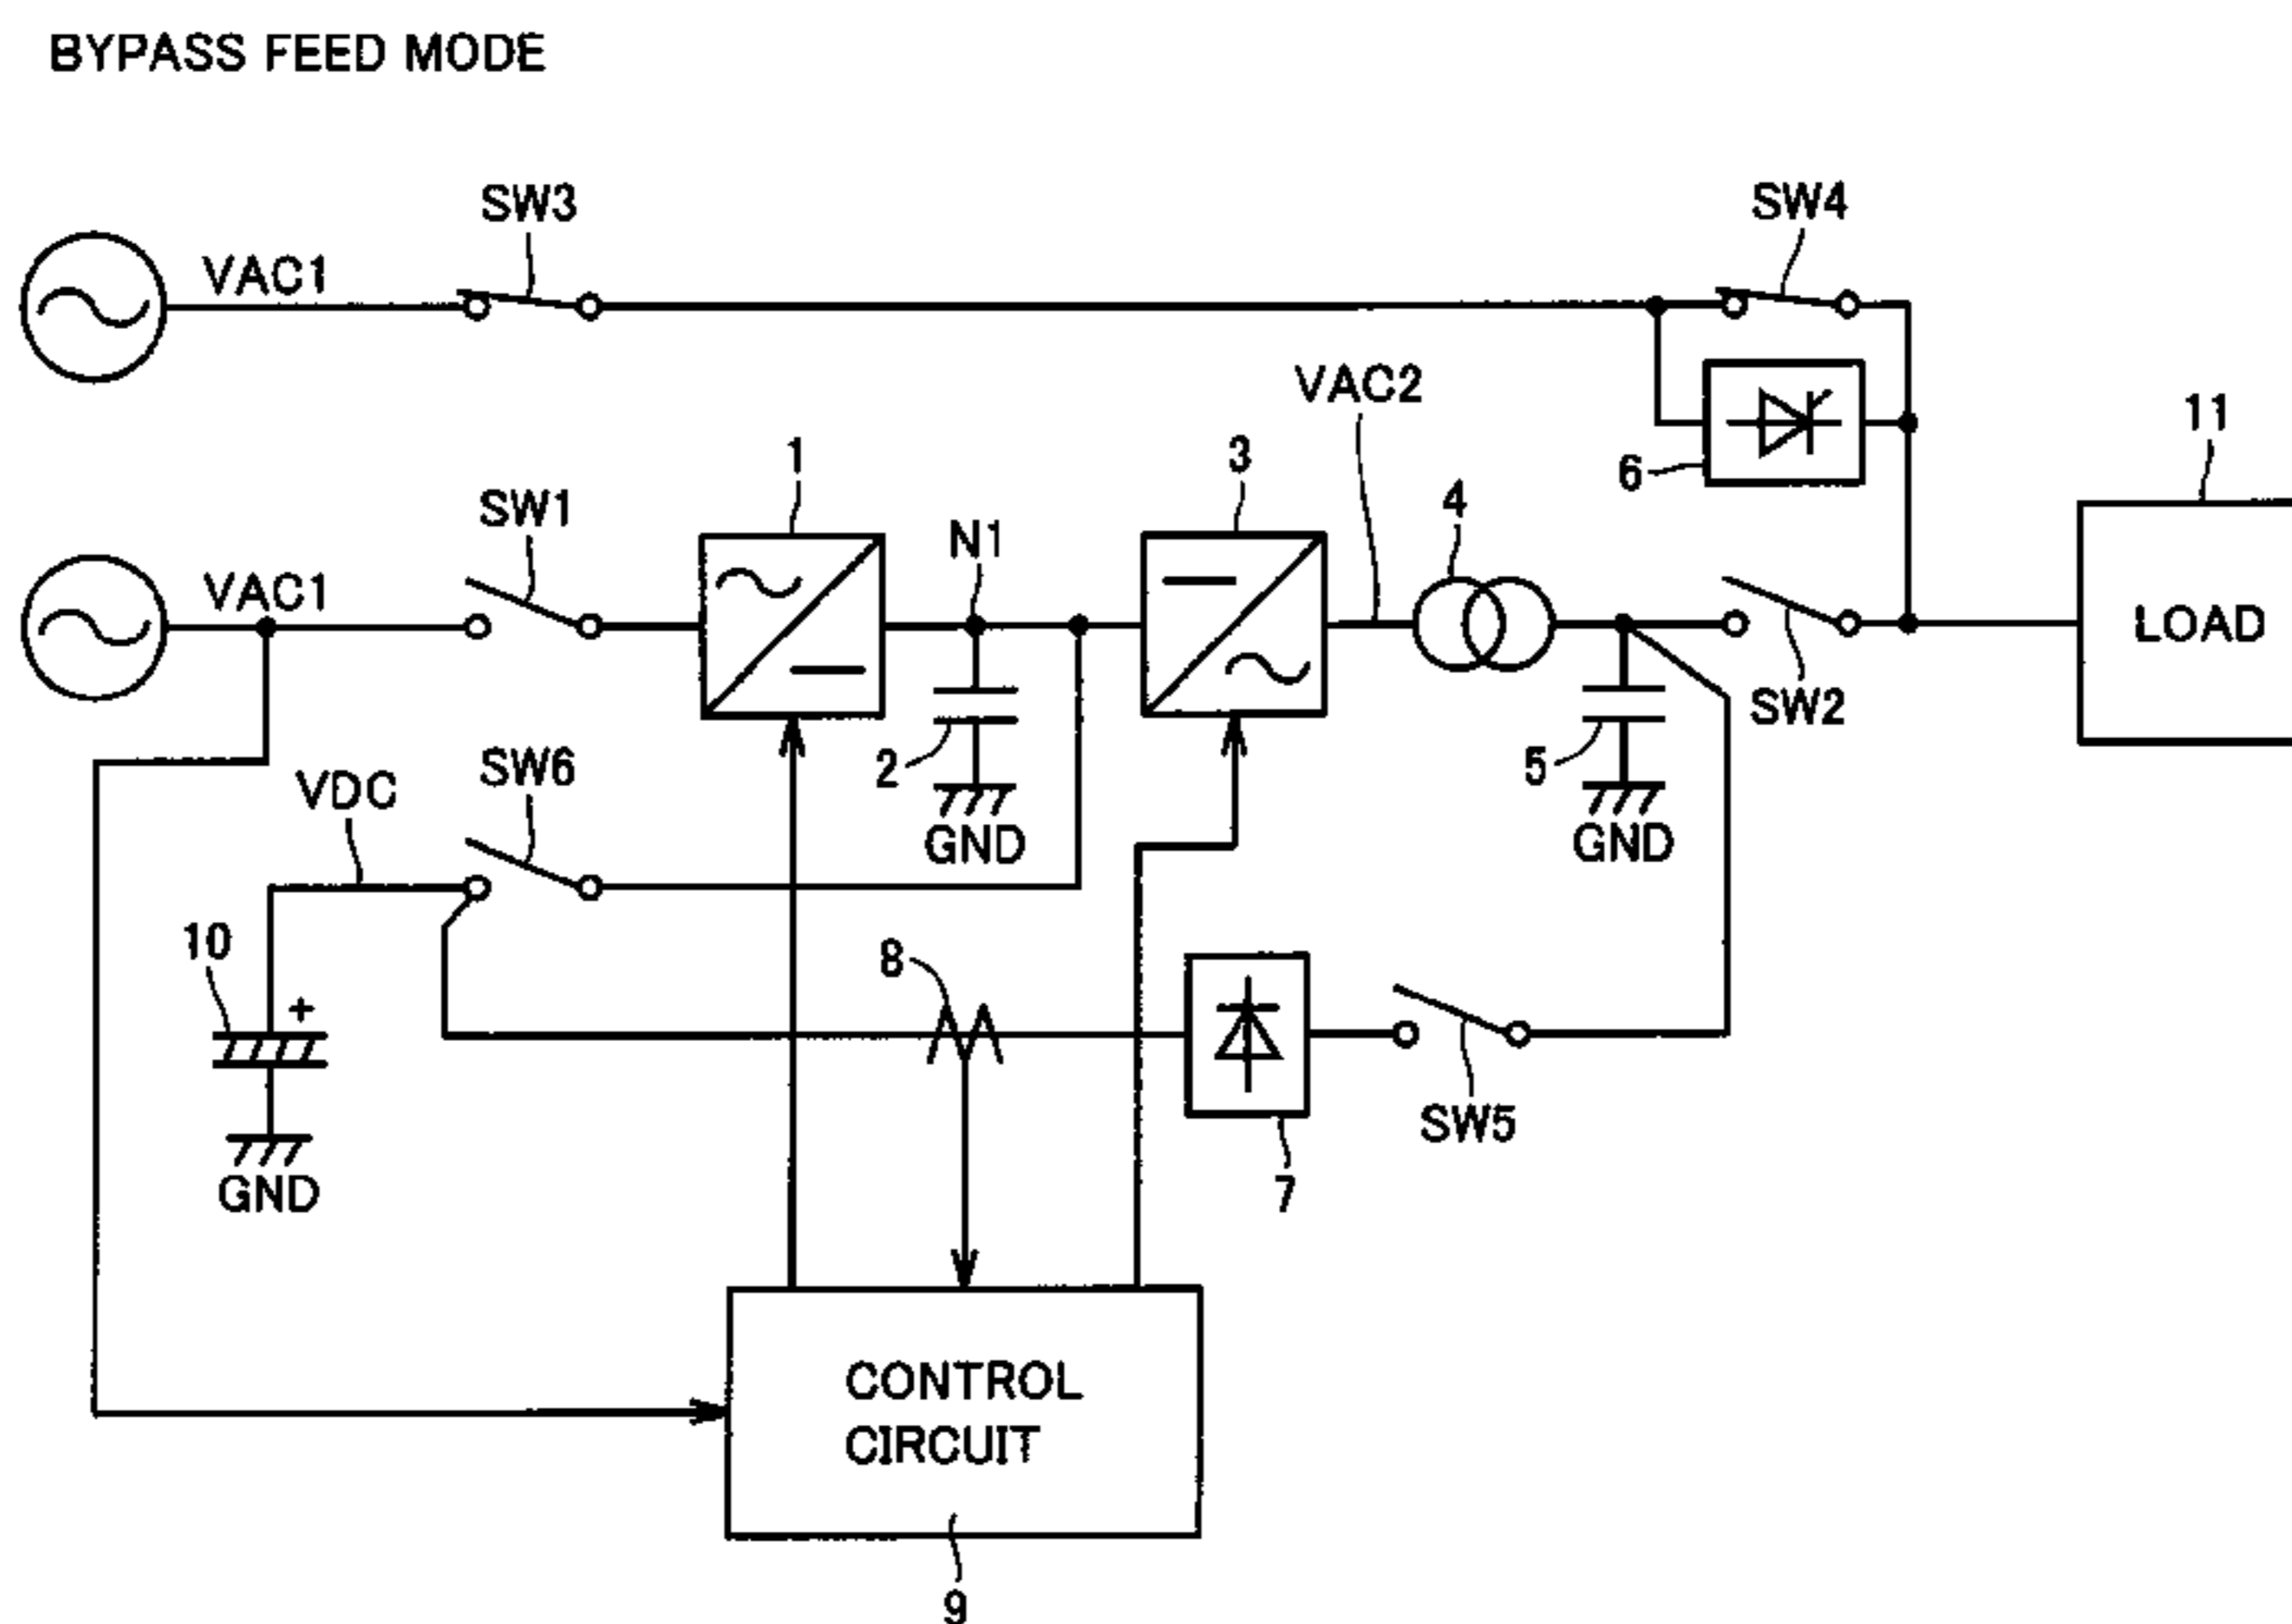 BYPASS FEED MODE
SW3
SW4
VAC1
VAC2
11
1
3
6
SW1
4
N1
VAC1
LOAD
SW2
SW6
2
5
VDC
GND
GND
10
8
+
SW5
GND
7
CONTROL
CIRCUIT
9